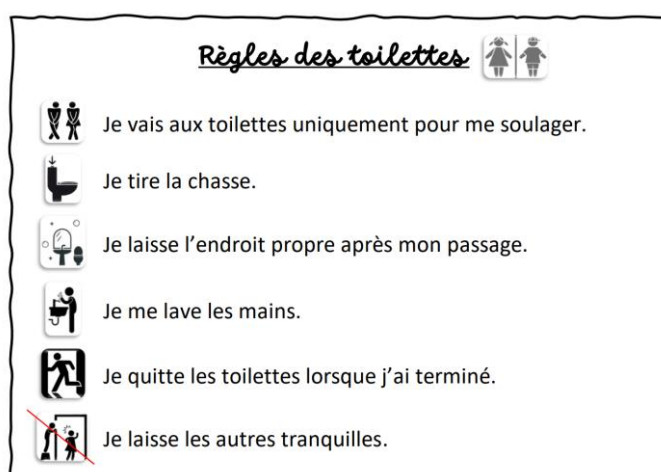 Règles des toilettes
Je vais aux toilettes uniquement pour me soulager.
Je tire la chasse.
Je laisse l’endroit propre après mon passage.
Je me lave les mains.
Je quitte les toilettes lorsque j’ai terminé.
Je laisse les autres tranquilles.